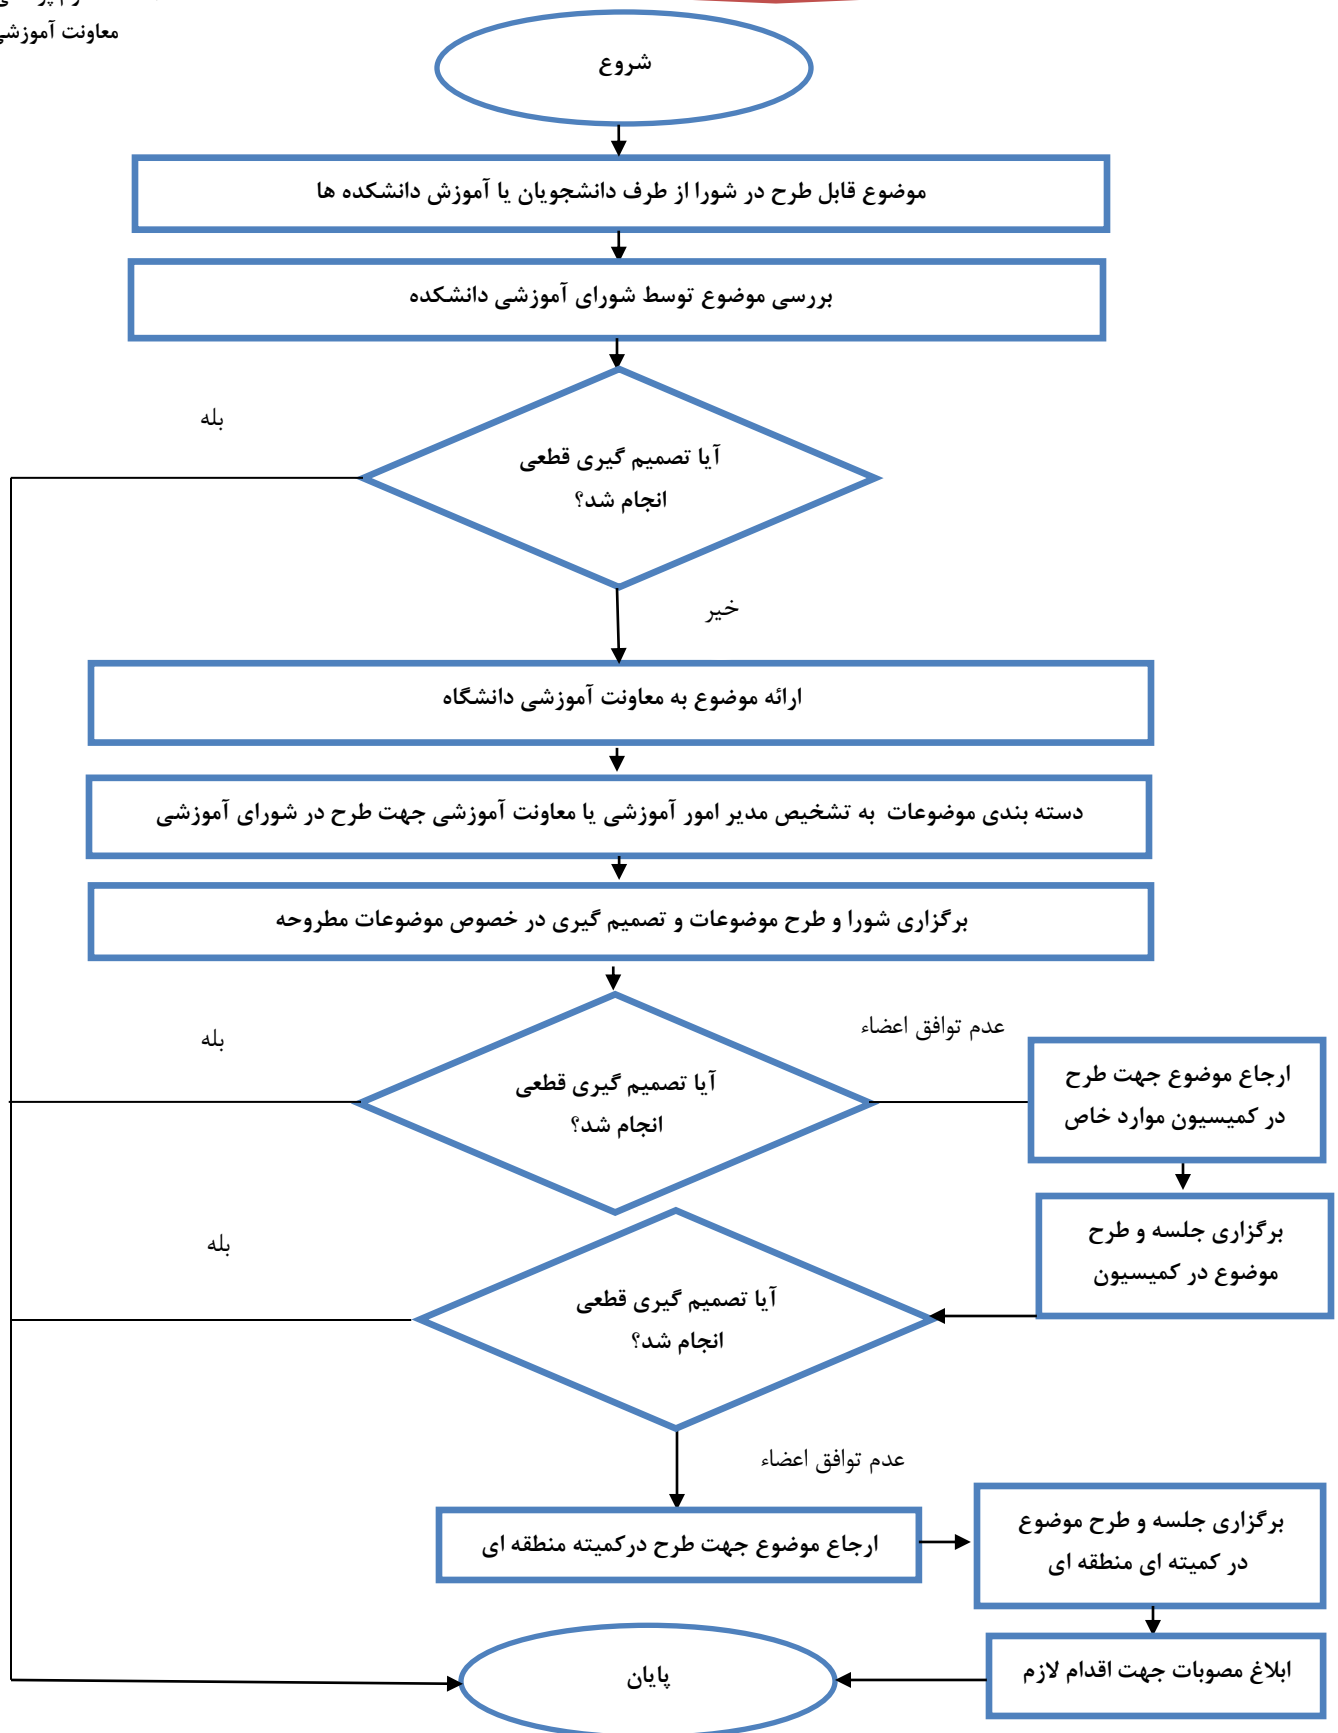 معاونت آموزشی
شروع
موضوع قابل طرح در شورا از طرف دانشجویان یا آموزش دانشکده ها
بررسی موضوع توسط شورای آموزشی دانشکده
بله
آیا تصمیم گیری قطعی
انجام شد؟
خیر
ارائه موضوع به معاونت آموزشی دانشگاه
دسته بندی موضوعات به تشخیص مدیر امور آموزشی یا معاونت آموزشی جهت طرح در شورای آموزشی
برگزاری شورا و طرح موضوعات و تصمیم گیری در خصوص موضوعات مطروحه
عدم توافق اعضاء
بله
آیا تصمیم گیری قطعی
انجام شد؟
ارجاع موضوع جهت طرح
در کمیسیون موارد خاص
برگزاری جلسه و طرح
موضوع در کمیسیون
بله
آیا تصمیم گیری قطعی
انجام شد؟
عدم توافق اعضاء
ارجاع موضوع جهت طرح درکمیته منطقه ای
برگزاری جلسه و طرح موضوع
در کمیته ای منطقه ای
ابلاغ مصوبات جهت اقدام لازم
پایان